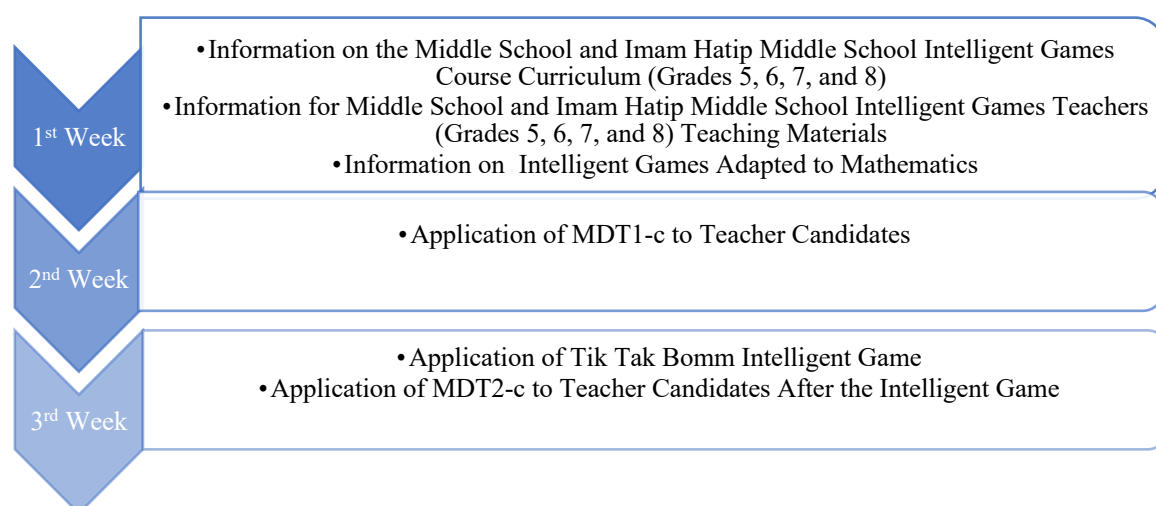 1st Week
•Information on the Middle School and Imam Hatip Middle School Intelligent Games
Course Curriculum (Grades 5, 6, 7, and 8)
•Information for Middle School and Imam Hatip Middle School Intelligent Games Teachers
(Grades 5, 6, 7, and 8) Teaching Materials
•Information on  Intelligent Games Adapted to Mathematics
2nd Week
•Application of MDT1-c to Teacher Candidates
3rd Week
•Application of Tik Tak Bomm Intelligent Game
•Application of MDT2-c to Teacher Candidates After the Intelligent Game